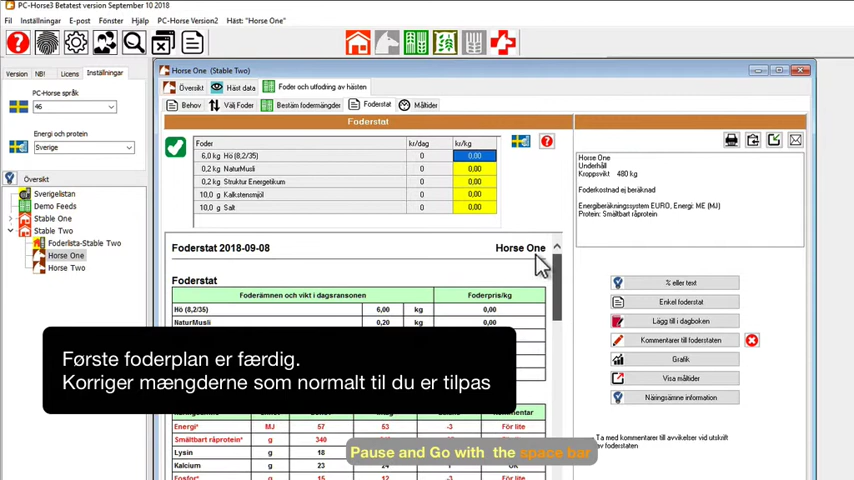 PC-Horse3 Betatest version September 10 2018
Fil Inställningar E-post Fönster Hjälp PC-Horse Version2 Häst: "Horse One"
Version NB! Licens Inställningar
PC-Horse språk
46
Energi och protein
Sverige
Översikt
Sverigelistan
Demo Feeds
Stable One
Stable Two
Foderlista-Stable Two
Horse One
Horse Two
Horse One (Stable Two)
Översikt Häst data Foder och utfodring av hästen
Behov Välj Foder Bestäm fodermängder Foderstat Måltider
Foderstat
Foder kr/dag kr/kg
6,0 kg Hö (8,2/35) 0 0,00
0,2 kg NaturMusli 0 0,00
0,2 kg Struktur Energetikum 0 0,00
10,0 g Kalkstensmjöl 0 0,00
10,0 g Salt 0 0,00
Foderstat 2018-09-08 Horse One
Foderstat
Foderämnen och vikt i dagsransonen Foderpris/kg
Hö (8,2/35) 6,00 kg 0,00
NaturMusli 0,20 kg 0,00
Første foderplan er færdig.
Korriger mængderne som normalt til du er tilpas
Energi* MJ 57 53 -3 För lite
Smältbart råprotein* g 340
Lysin g 18
Kalcium g 23 24 1 OK
Fosfor* g 15 12 -3 För lite
Pause and Go with the space bar
Horse One
Underhåll
Kroppsvikt 480 kg
Foderkostnad ej beräknad
Energiberäkningssystem EURO, Energi: ME (MJ)
Protein: Smältbart råprotein
% eller text
Enkel foderstat
Lägg till i dagboken
Kommentarer till foderstaten
Grafik
Visa måltider
Näringsämne information
Ta med kommentarer till avvikelser vid utskrift
av foderstaten